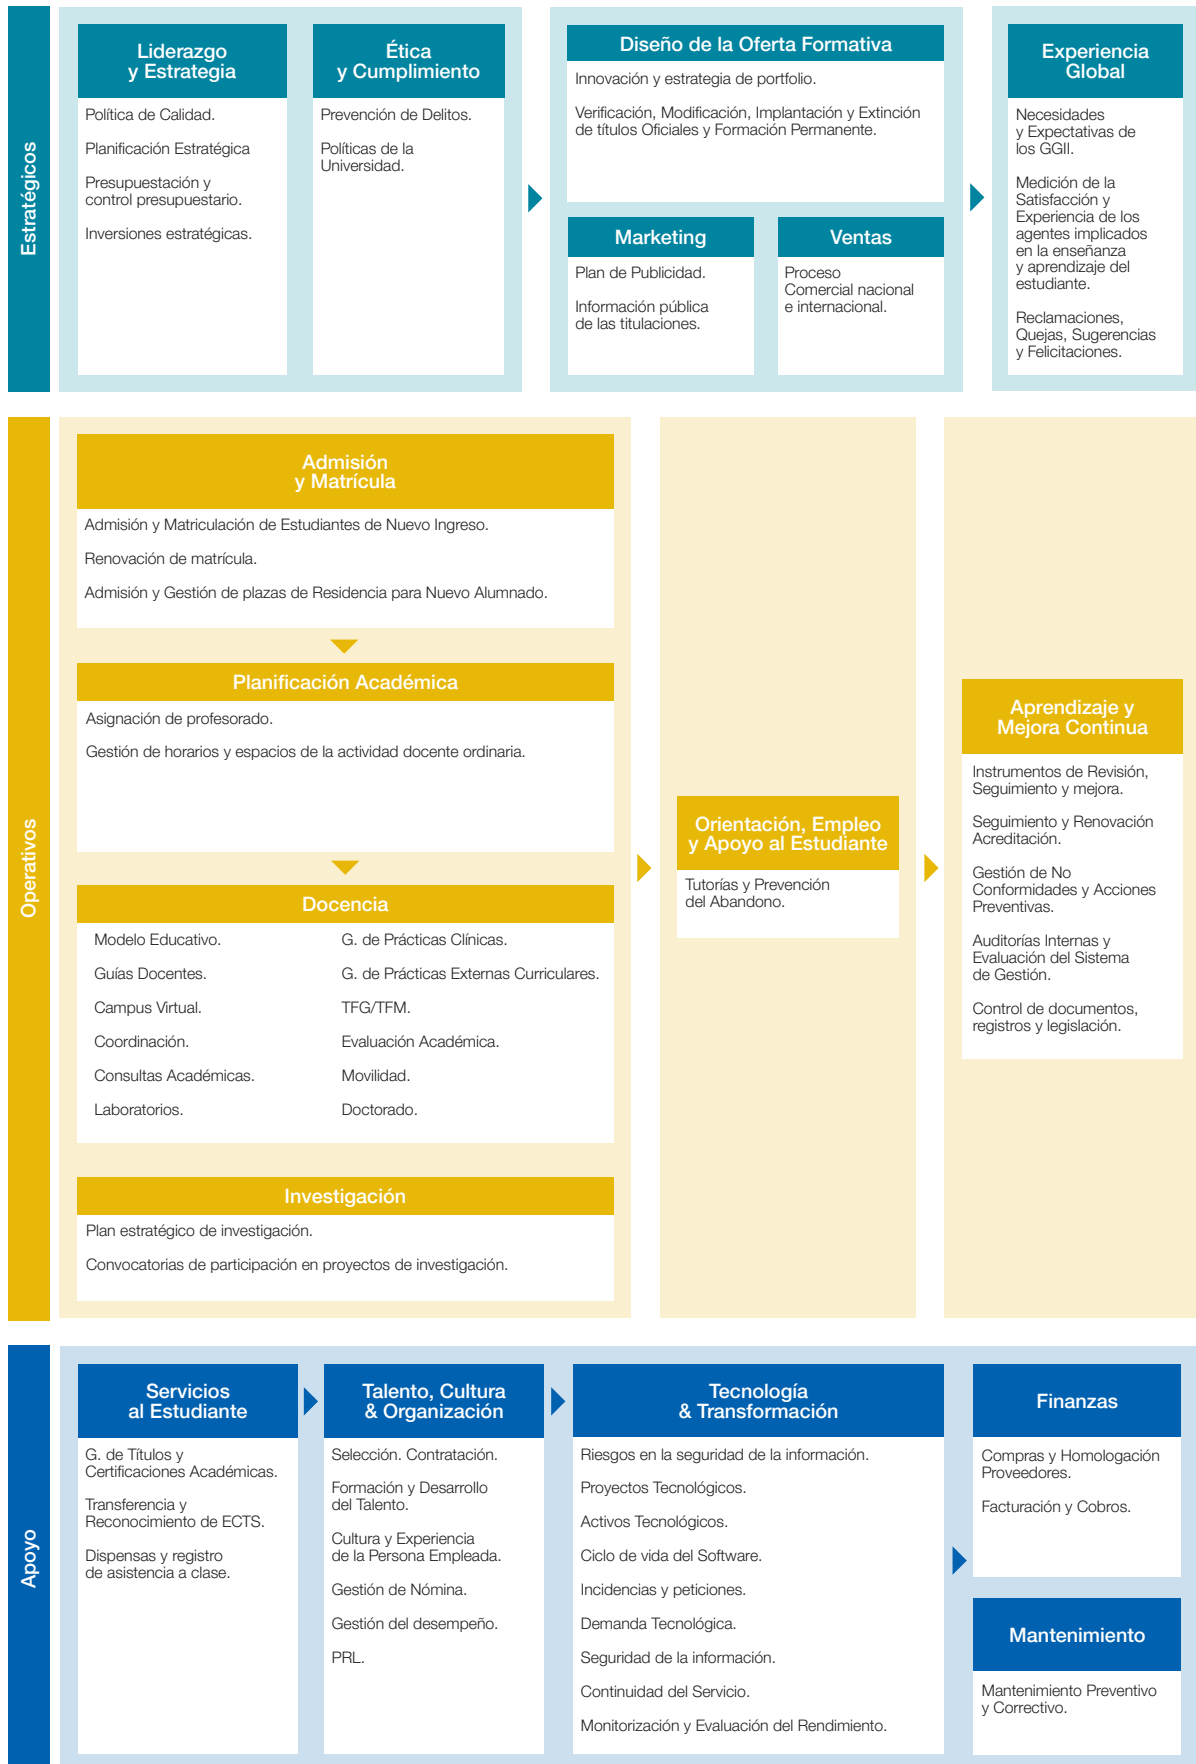 Estratégicos
Liderazgo
y Estrategia
Política de Calidad.
Planificación Estratégica
Presupuestación y
control presupuestario.
Inversiones estratégicas.
Ética
y Cumplimiento
Prevención de Delitos.
Políticas de la
Universidad.
Diseño de la Oferta Formativa
Innovación y estrategia de portfolio.
Verificación, Modificación, Implantación y Extinción
de títulos Oficiales y Formación Permanente.
Marketing
Plan de Publicidad.
Información pública
de las titulaciones.
Ventas
Proceso
Comercial nacional
e internacional.
Experiencia
Global
Necesidades
y Expectativas de
los GGII.
Medición de la
Satisfacción y
Experiencia de los
agentes implicados
en la enseñanza
y aprendizaje del
estudiante.
Reclamaciones,
Quejas, Sugerencias
y Felicitaciones.
Operativos
Admisión
y Matrícula
Admisión y Matriculación de Estudiantes de Nuevo Ingreso.
Renovación de matrícula.
Admisión y Gestión de plazas de Residencia para Nuevo Alumnado.
Planificación Académica
Asignación de profesorado.
Gestión de horarios y espacios de la actividad docente ordinaria.
Docencia
Modelo Educativo.
Guías Docentes.
Campus Virtual.
Coordinación.
Consultas Académicas.
Laboratorios.
G. de Prácticas Clínicas.
G. de Prácticas Externas Curriculares.
TFG/TFM.
Evaluación Académica.
Movilidad.
Doctorado.
Investigación
Plan estratégico de investigación.
Convocatorias de participación en proyectos de investigación.
Orientación, Empleo
y Apoyo al Estudiante
Tutorías y Prevención
del Abandono.
Aprendizaje y
Mejora Continua
Instrumentos de Revisión,
Seguimiento y mejora.
Seguimiento y Renovación
Acreditación.
Gestión de No
Conformidades y Acciones
Preventivas.
Auditorías Internas y
Evaluación del Sistema
de Gestión.
Control de documentos,
registros y legislación.
Apoyo
Servicios
al Estudiante
G. de Títulos y
Certificaciones Académicas.
Transferencia y
Reconocimiento de ECTS.
Dispensas y registro
de asistencia a clase.
Talento, Cultura
& Organización
Selección. Contratación.
Formación y Desarrollo
del Talento.
Cultura y Experiencia
de la Persona Empleada.
Gestión de Nómina.
Gestión del desempeño.
PRL.
Tecnología
& Transformación
Riesgos en la seguridad de la información.
Proyectos Tecnológicos.
Activos Tecnológicos.
Ciclo de vida del Software.
Incidencias y peticiones.
Demanda Tecnológica.
Seguridad de la información.
Continuidad del Servicio.
Monitorización y Evaluación del Rendimiento.
Finanzas
Compras y Homologación
Proveedores.
Facturación y Cobros.
Mantenimiento
Mantenimiento Preventivo
y Correctivo.